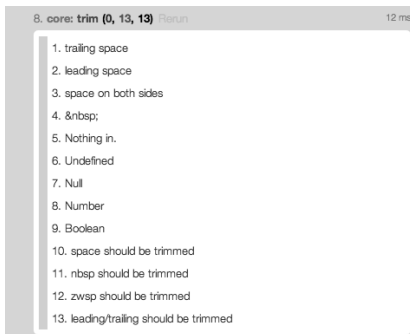 8. core: trim (0, 13, 13) Rerun 12 ms
1. trailing space
2. leading space
3. space on both sides
4. &nbsp;
5. Nothing in.
6. Undefined
7. Null
8. Number
9. Boolean
10. space should be trimmed
11. nbsp should be trimmed
12. zwsp should be trimmed
13. leading/trailing should be trimmed